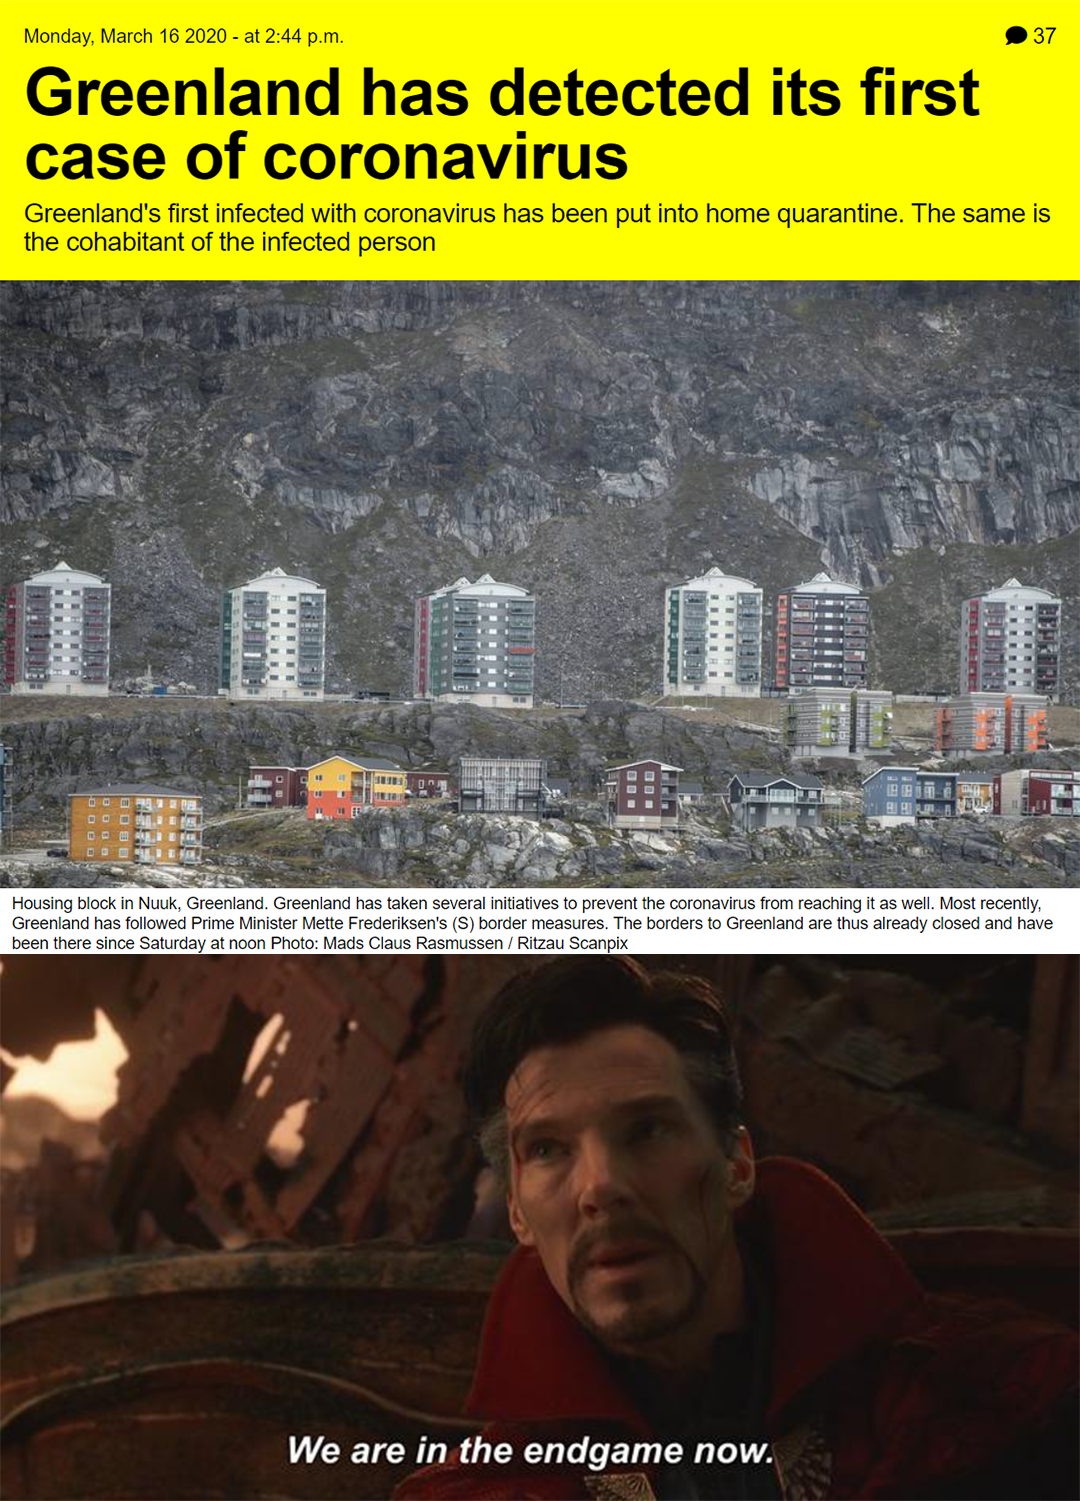 Monday, March 16 2020 - at 2:44 p.m.
37
Greenland has detected its first
case of coronavirus
Greenland's first infected with coronavirus has been put into home quarantine. The same is
the cohabitant of the infected person
Housing block in Nuuk, Greenland. Greenland has taken several initiatives to prevent the coronavirus from reaching it as well. Most recently,
Greenland has followed Prime Minister Mette Frederiksen's (S) border measures. The borders to Greenland are thus already closed and have
been there since Saturday at noon Photo: Mads Claus Rasmussen / Ritzau Scanpix
We are in the endgame now.